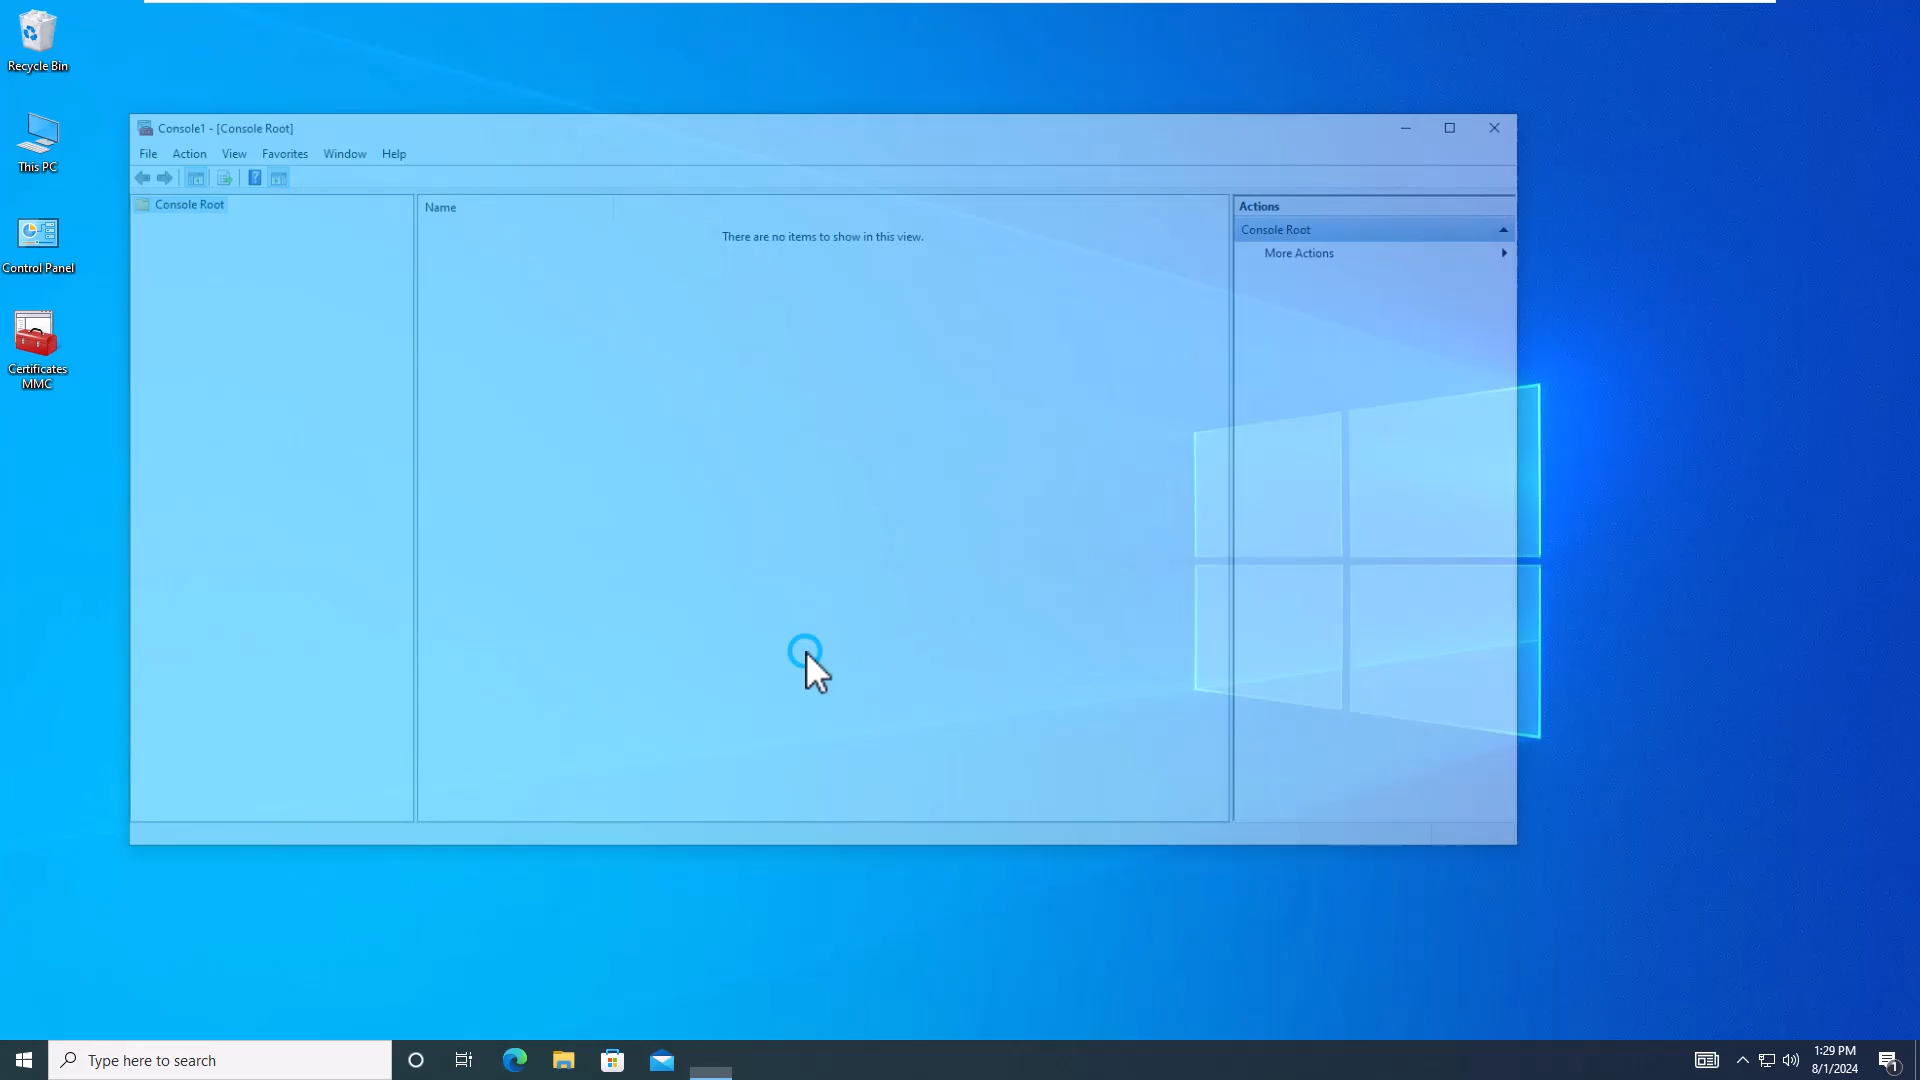 Recycle Bin
This PC
Control Panel
Certificates
MMC
Console1 - [Console Root]
File Action View Favorites Window Help
Console Root
Name
There are no items to show in this view.
Actions
Console Root
More Actions
Type here to search
1:29 PM
8/1/2024
1